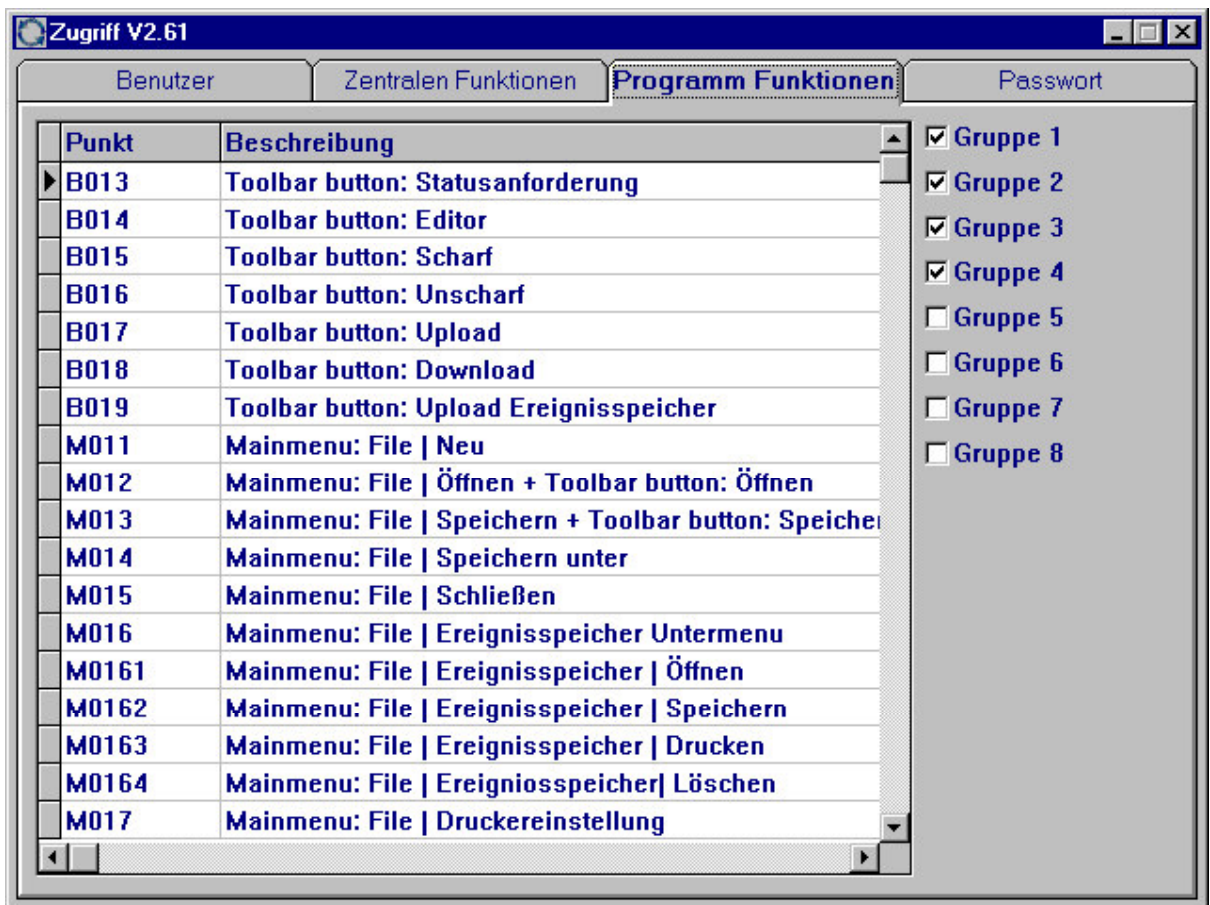 Zugriff V2.61
Benutzer Zentralen Funktionen Programm Funktionen Passwort
Punkt Beschreibung
B013 Toolbar button: Statusanforderung
B014 Toolbar button: Editor
B015 Toolbar button: Scharf
B016 Toolbar button: Unscharf
B017 Toolbar button: Upload
B018 Toolbar button: Download
B019 Toolbar button: Upload Ereignisspeicher
M011 Mainmenu: File | Neu
M012 Mainmenu: File | Öffnen + Toolbar button: Öffnen
M013 Mainmenu: File | Speichern + Toolbar button: Speicher
M014 Mainmenu: File | Speichern unter
M015 Mainmenu: File | Schließen
M016 Mainmenu: File | Ereignisspeicher Untermenu
M0161 Mainmenu: File | Ereignisspeicher | Öffnen
M0162 Mainmenu: File | Ereignisspeicher | Speichern
M0163 Mainmenu: File | Ereignisspeicher | Drucken
M0164 Mainmenu: File | Ereigniosspeicher| Löschen
M017 Mainmenu: File | Druckereinstellung
Gruppe 1
Gruppe 2
Gruppe 3
Gruppe 4
Gruppe 5
Gruppe 6
Gruppe 7
Gruppe 8